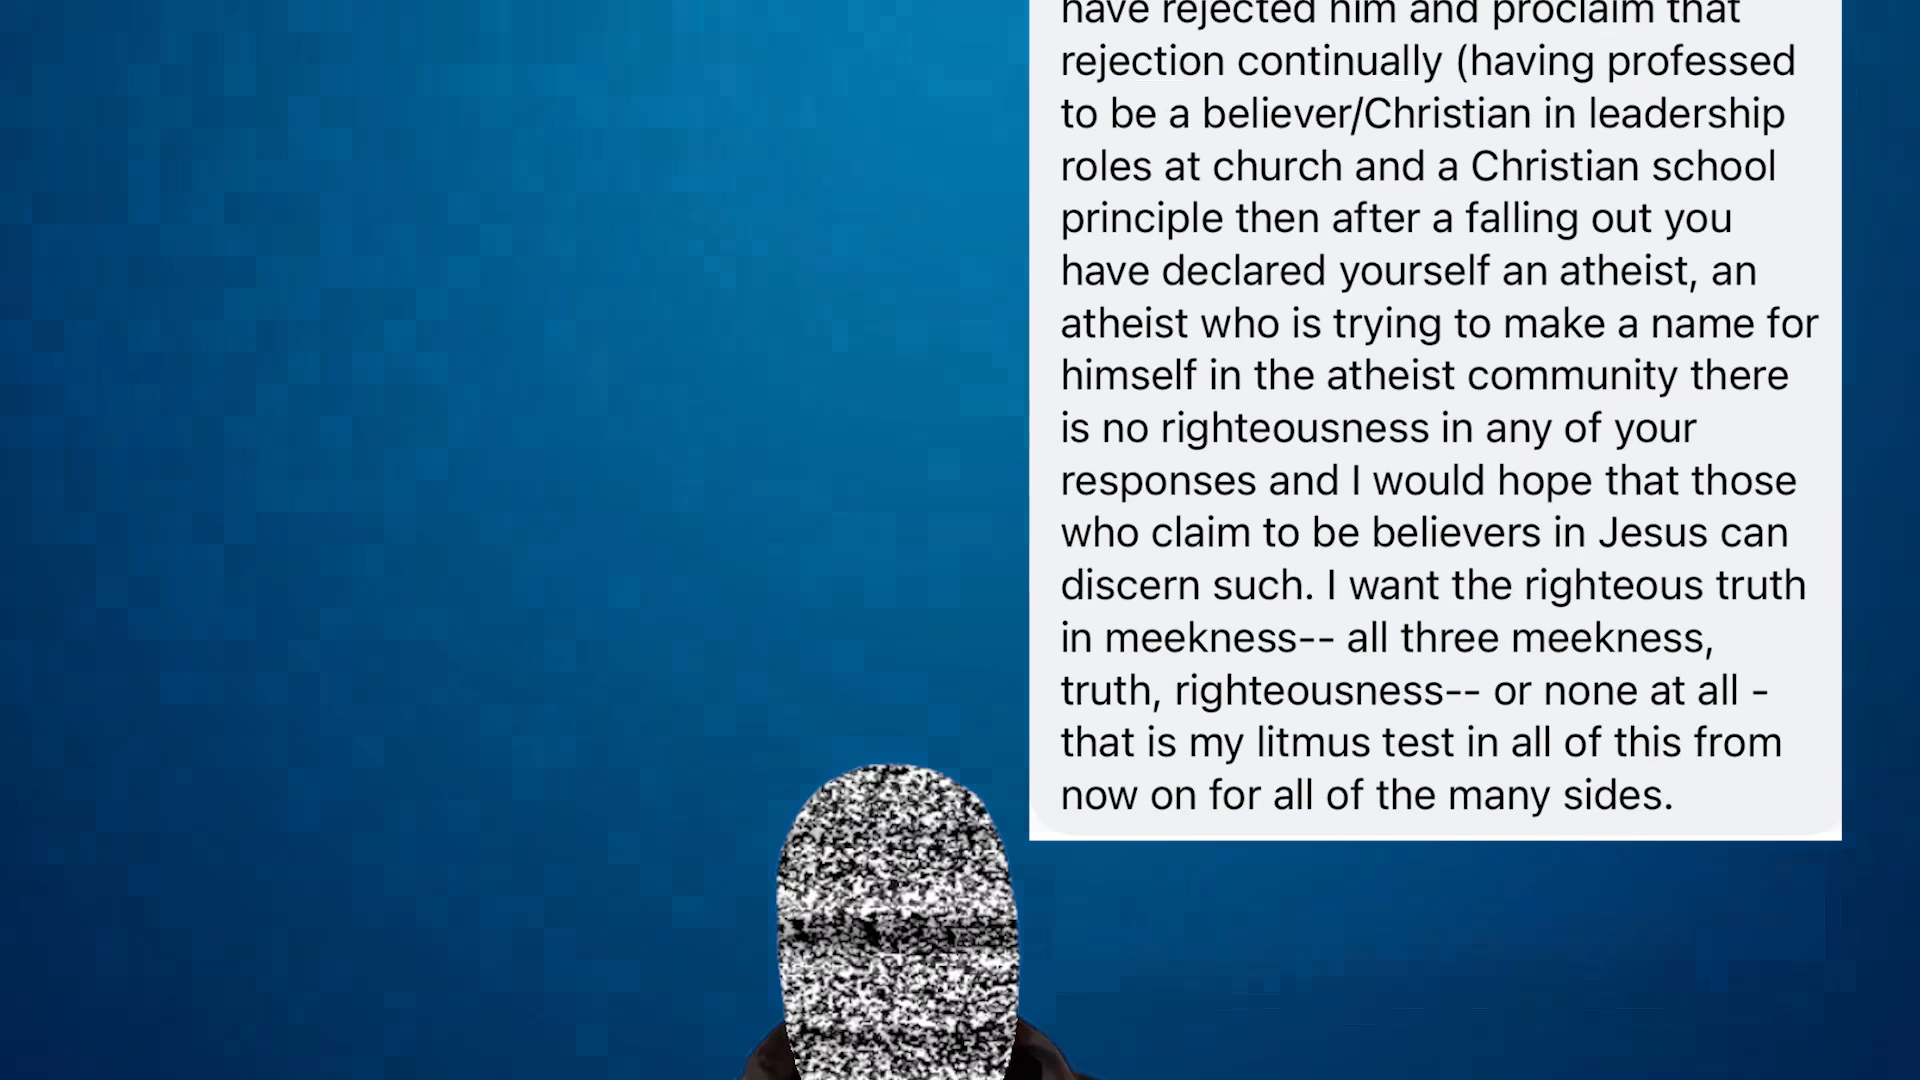 have rejected him and proclaim that
rejection continually (having professed
to be a believer/Christian in leadership
roles at church and a Christian school
principle then after a falling out you
have declared yourself an atheist, an
atheist who is trying to make a name for
himself in the atheist community there
is no righteousness in any of your
responses and I would hope that those
who claim to be believers in Jesus can
discern such. I want the righteous truth
in meekness-- all three meekness,
truth, righteousness-- or none at all -
that is my litmus test in all of this from
now on for all of the many sides.